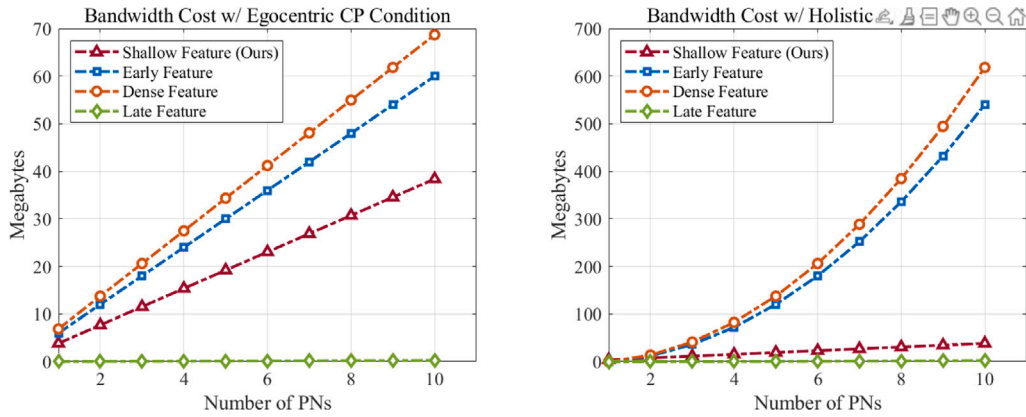 Bandwidth Cost w/ Egocentric CP Condition
70
60
50
40
30
20
10
0
Megabytes
Shallow Feature (Ours)
Early Feature
Dense Feature
Late Feature
2 4 6 8 10
Number of PNs
Bandwidth Cost w/ Holistic
700
600
500
400
300
200
100
0
Megabytes
Shallow Feature (Ours)
Early Feature
Dense Feature
Late Feature
2 4 6 8 10
Number of PNs